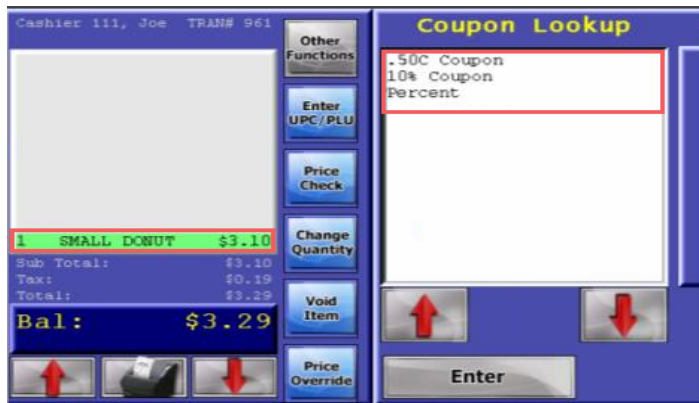 Cashier 111, Joe TRAN# 961
1 SMALL DONUT $3.10
Sub Total: $3.10
Tax: $0.19
Total: $3.29
Bal: $3.29
Other
Functions
Enter
UPC/PLU
Price
Check
Change
Quantity
Void
Item
Price
Override
Coupon Lookup
.50C Coupon
10% Coupon
Percent
Enter